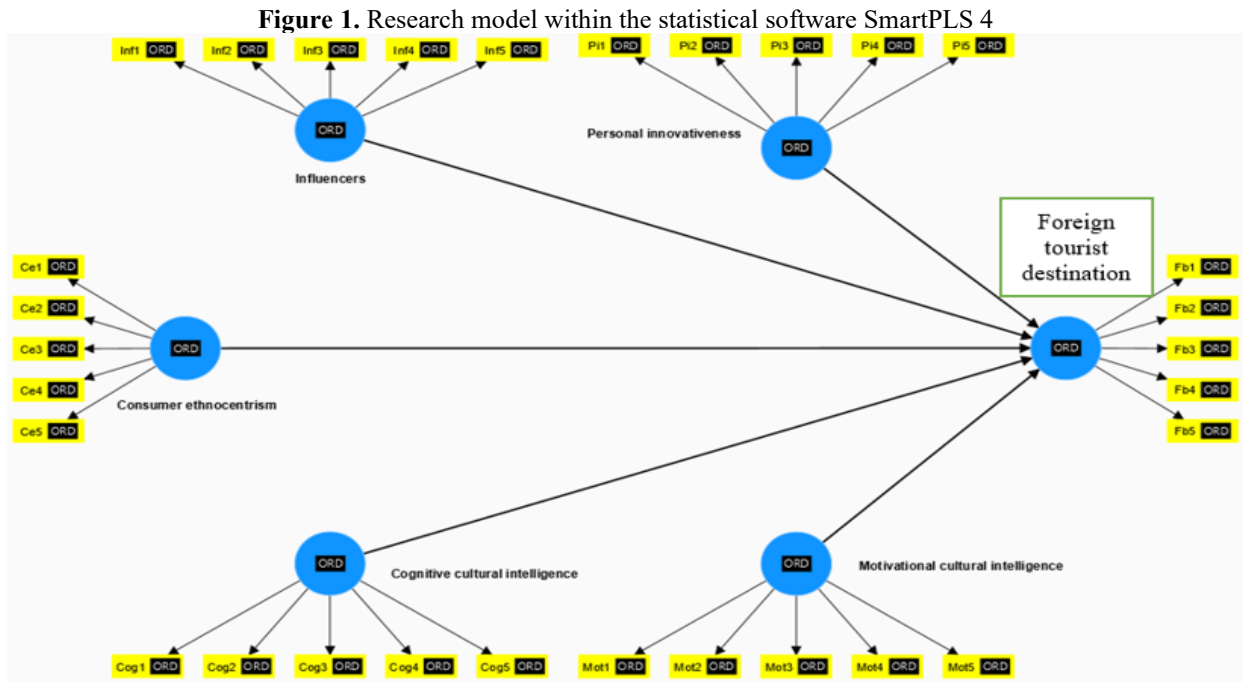 Figure 1. Research model within the statistical software SmartPLS 4
Inf1 ORD
Inf2 ORD
Inf3 ORD
Inf4 ORD
Inf5 ORD
Pi1 ORD
Pi2 ORD
Pi3 ORD
Pi4 ORD
Pi5 ORD
ORD
Influencers
Personal innovativeness
ORD
Foreign
tourist
destination
Ce1 ORD
Ce2 ORD
Ce3 ORD
Ce4 ORD
Ce5 ORD
ORD
Consumer ethnocentrism
ORD
Fb1 ORD
Fb2 ORD
Fb3 ORD
Fb4 ORD
Fb5 ORD
ORD
Cognitive cultural intelligence
ORD
Motivational cultural intelligence
Cog1 ORD
Cog2 ORD
Cog3 ORD
Cog4 ORD
Cog5 ORD
Mot1 ORD
Mot2 ORD
Mot3 ORD
Mot4 ORD
Mot5 ORD